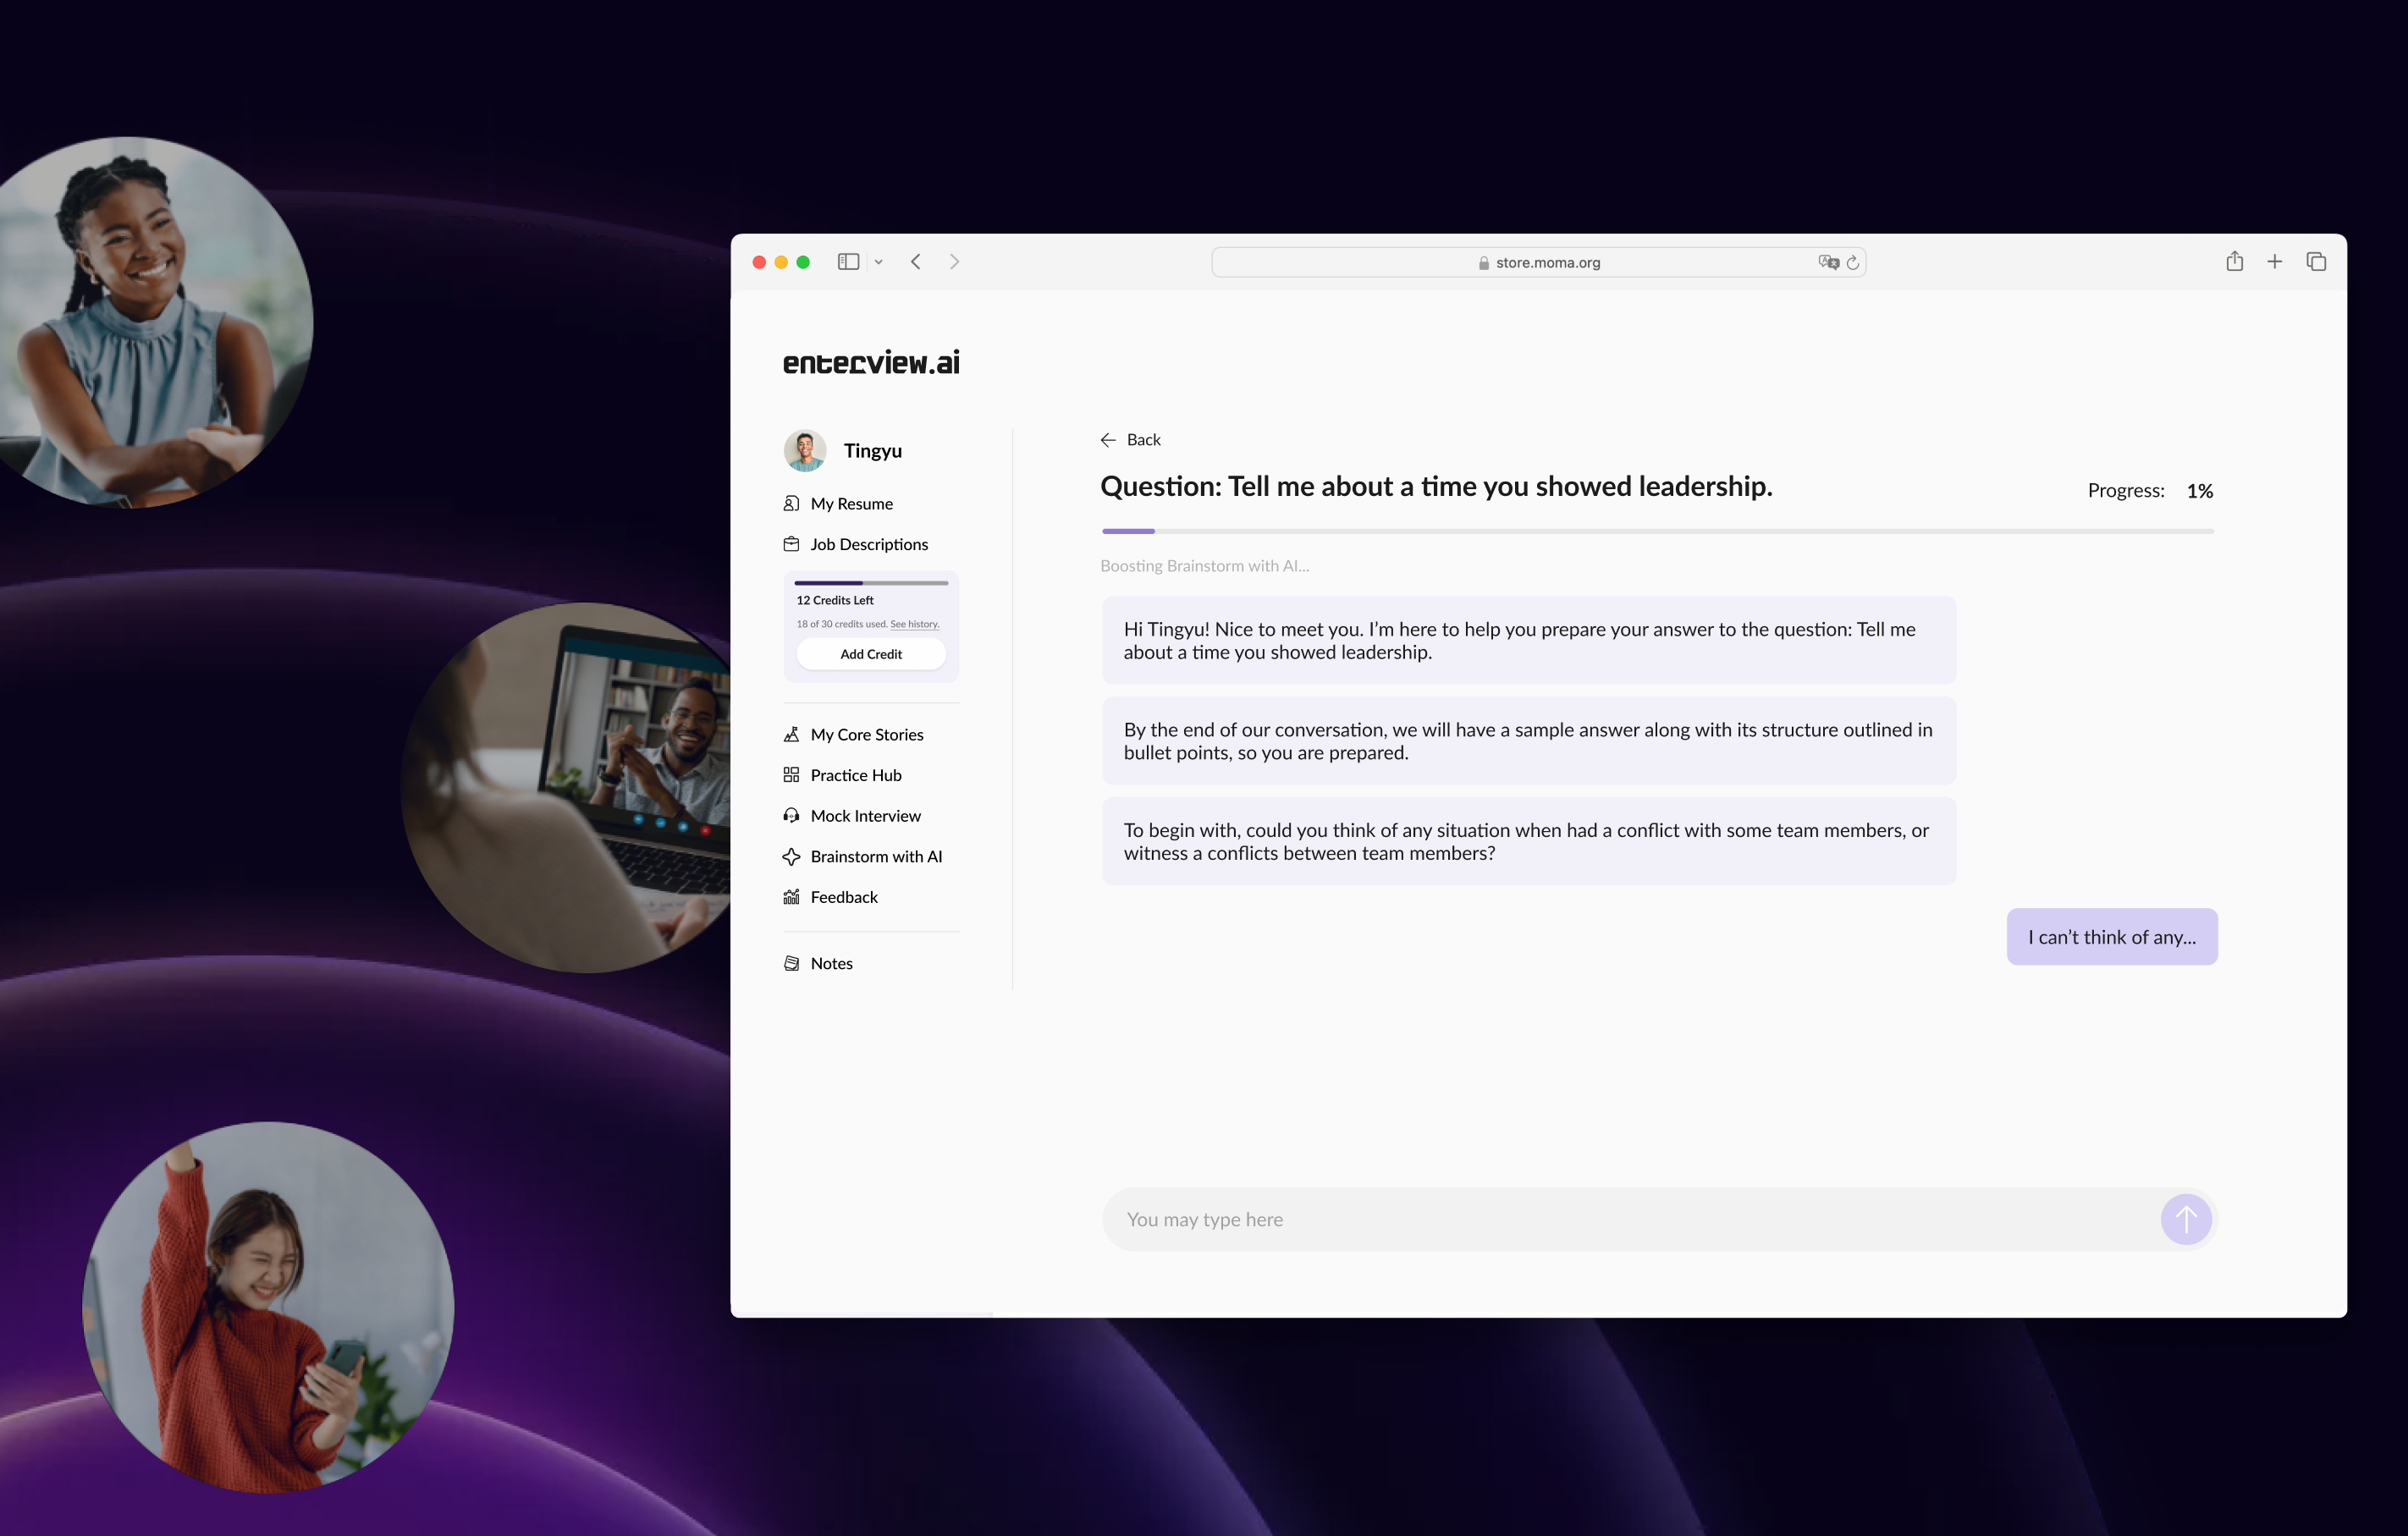 store.moma.org
enterview.ai
Tingyu
My Resume
Job Descriptions
12 Credits Left
18 of 30 credits used. See history.
Add Credit
My Core Stories
Practice Hub
Mock Interview
Brainstorm with AI
Feedback
Notes
Back
Question: Tell me about a time you showed leadership.
Progress: 1%
Boosting Brainstorm with AI...
Hi Tingyu! Nice to meet you. I’m here to help you prepare your answer to the question: Tell me
about a time you showed leadership.
By the end of our conversation, we will have a sample answer along with its structure outlined in
bullet points, so you are prepared.
To begin with, could you think of any situation when had a conflict with some team members, or
witness a conflicts between team members?
I can’t think of any...
You may type here